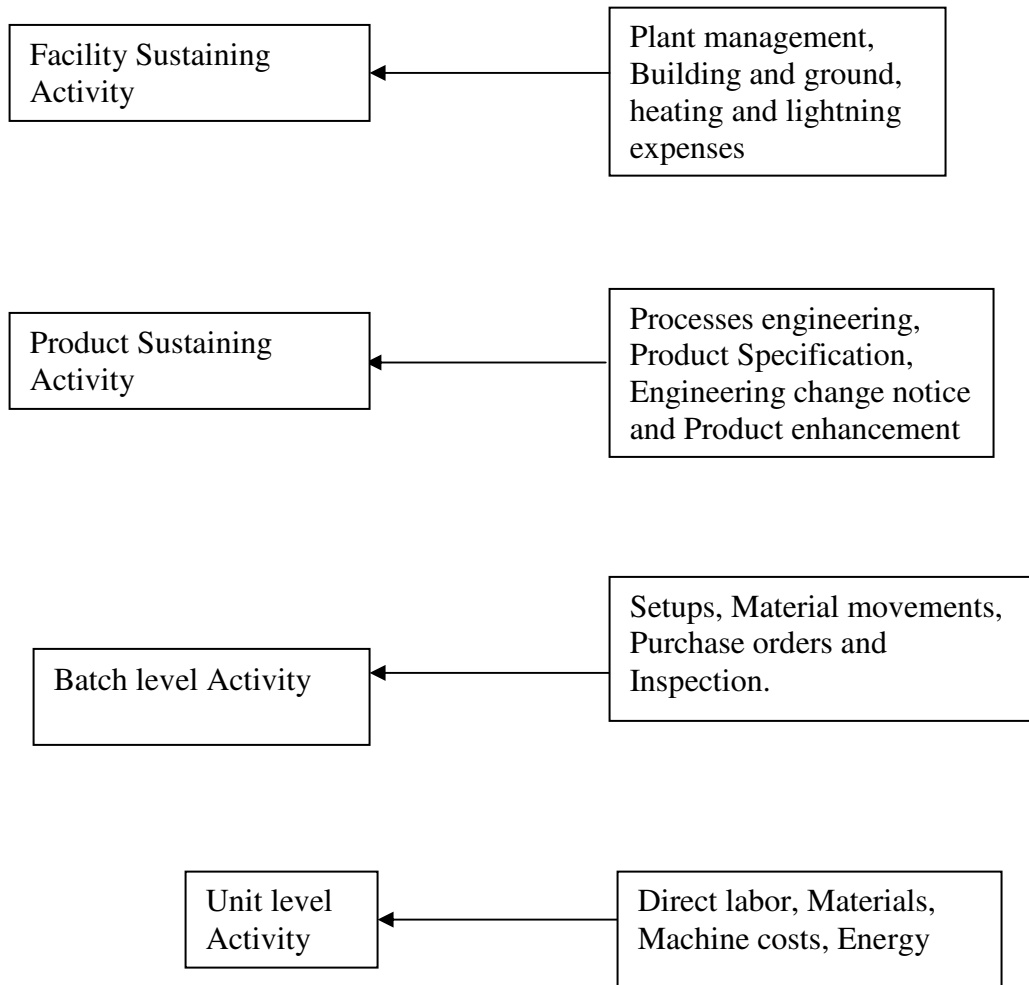 Facility Sustaining
Activity
Plant management,
Building and ground,
heating and lightning
expenses
Product Sustaining
Activity
Processes engineering,
Product Specification,
Engineering change notice
and Product enhancement
Batch level Activity
Setups, Material movements,
Purchase orders and
Inspection.
Unit level
Activity
Direct labor, Materials,
Machine costs, Energy